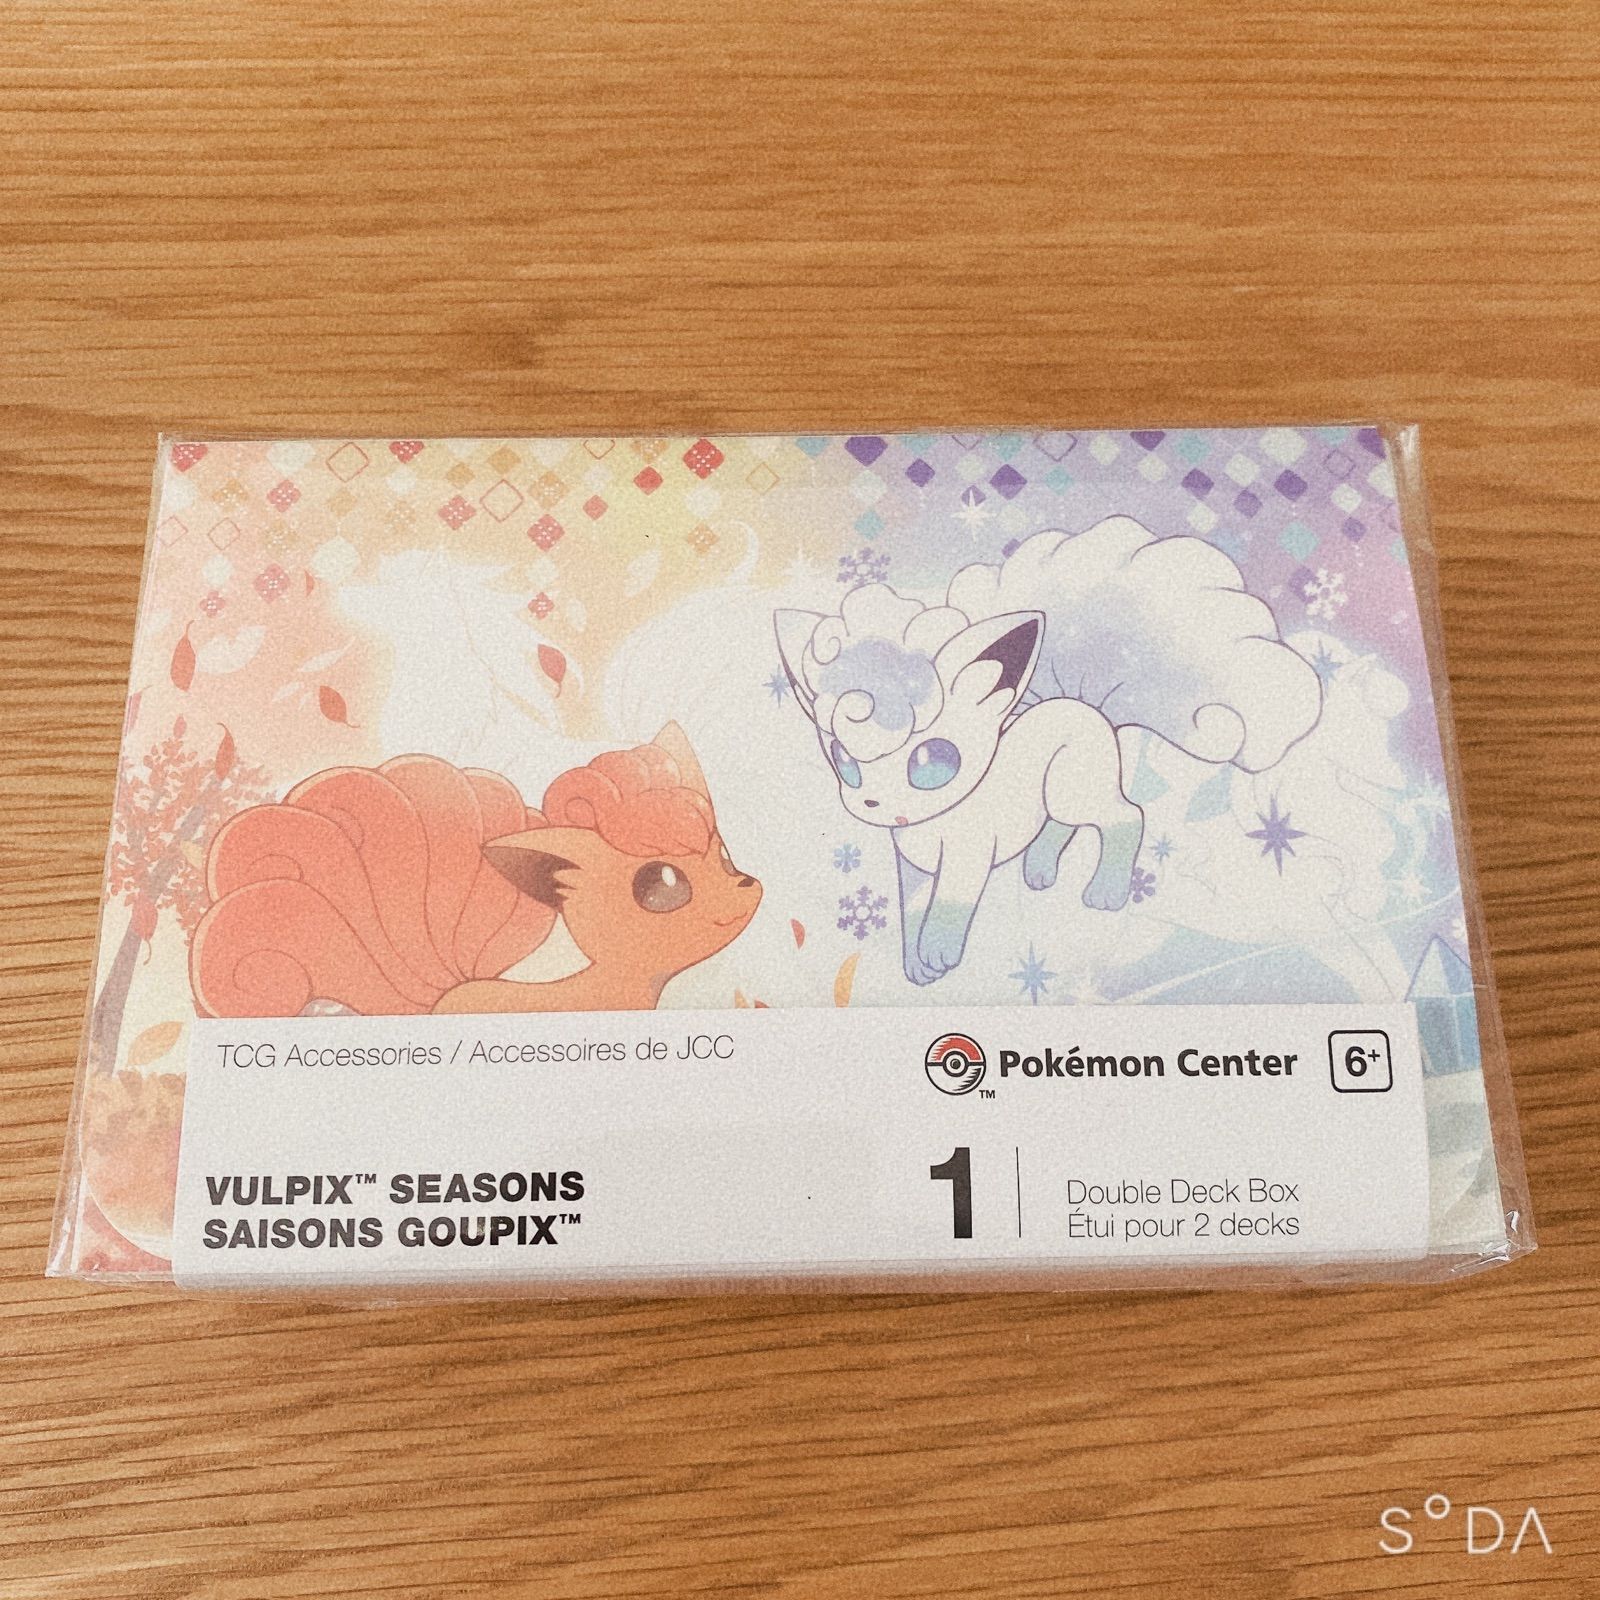 TCG Accessories / Accessoires de JCC
Pokémon Center
™
6+
VULPIX™ SEASONS
SAISONS GOUPIX™
1
Double Deck Box
Étui pour 2 decks
S°DA